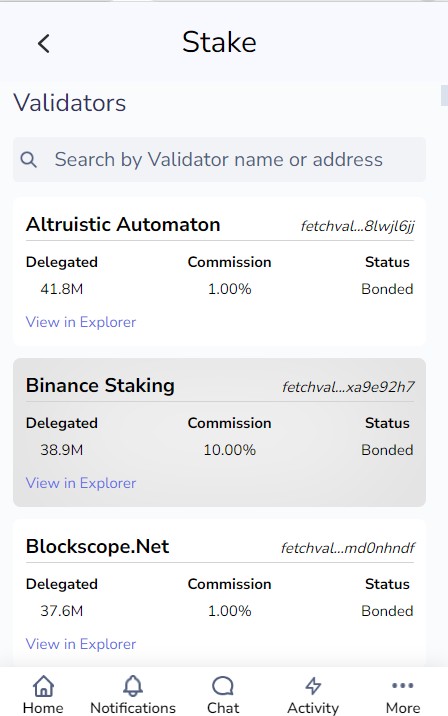 Stake
Validators
Search by Validator name or address
Altruistic Automaton fetchval...8lwjl6jj
Delegated Commission Status
41.8M 1.00% Bonded
View in Explorer
Binance Staking fetchval...xa9e92h7
Delegated Commission Status
38.9M 10.00% Bonded
View in Explorer
Blockscope.Net fetchval...md0nhndf
Delegated Commission Status
37.6M 1.00% Bonded
View in Explorer
Home Notifications Chat Activity More